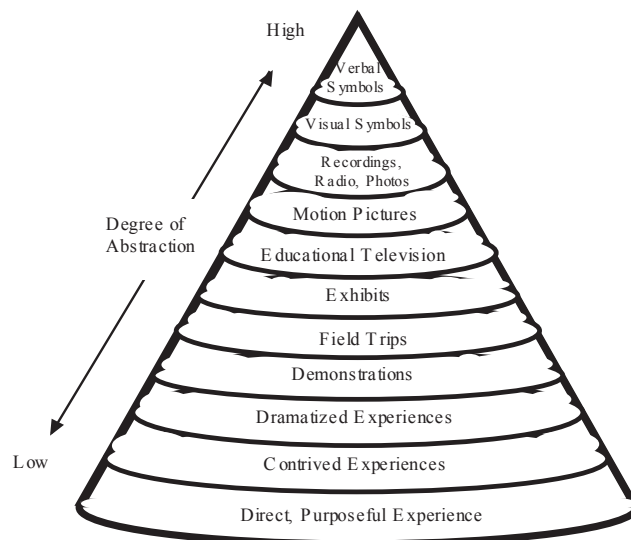 High
Verbal
Symbols
Visual Symbols
Recordings,
Radio, Photos
Motion Pictures
Degree of
Abstraction
Educational Television
Exhibits
Field Trips
Demonstrations
Dramatized Experiences
Low
Contrived Experiences
Direct, Purposeful Experience